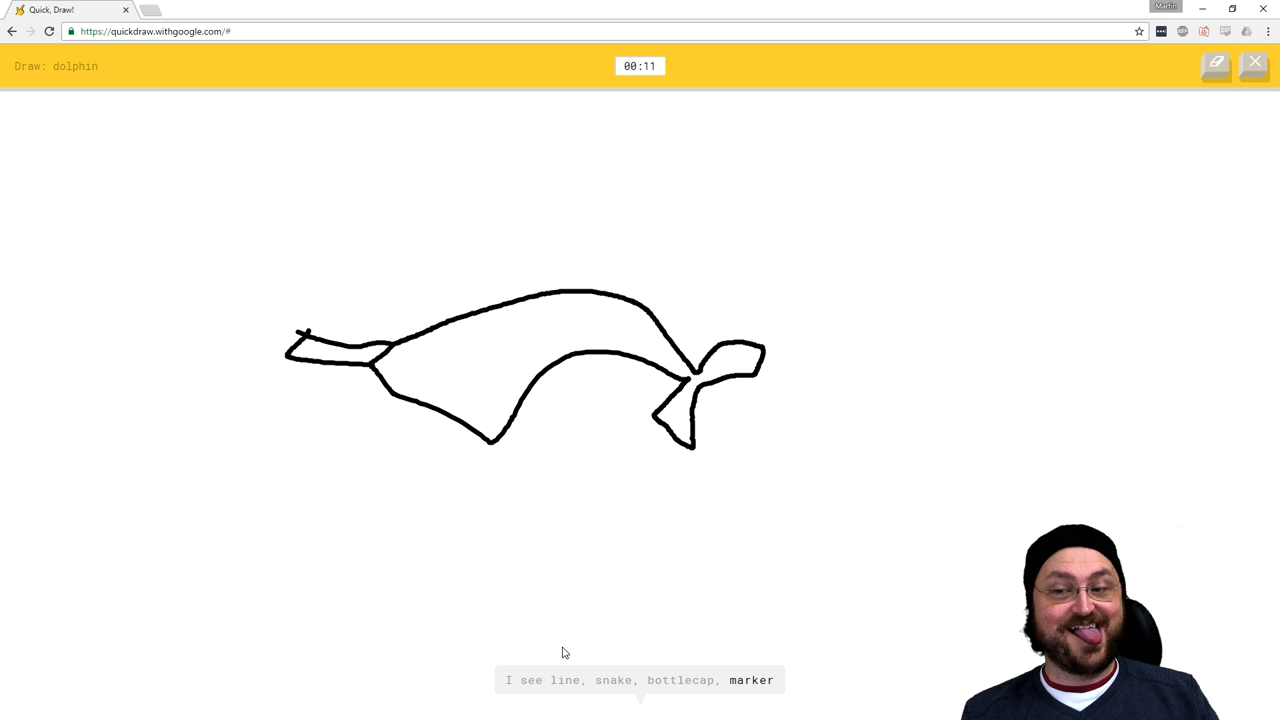 Quick, Draw!
Martin
https://quickdraw.withgoogle.com/#
Draw: dolphin
00:11
I see line, snake, bottlecap, marker